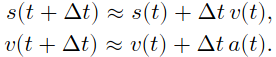 s(t + Δt) ≈ s(t) + Δt v(t),
v(t + Δt) ≈ v(t) + Δt a(t).